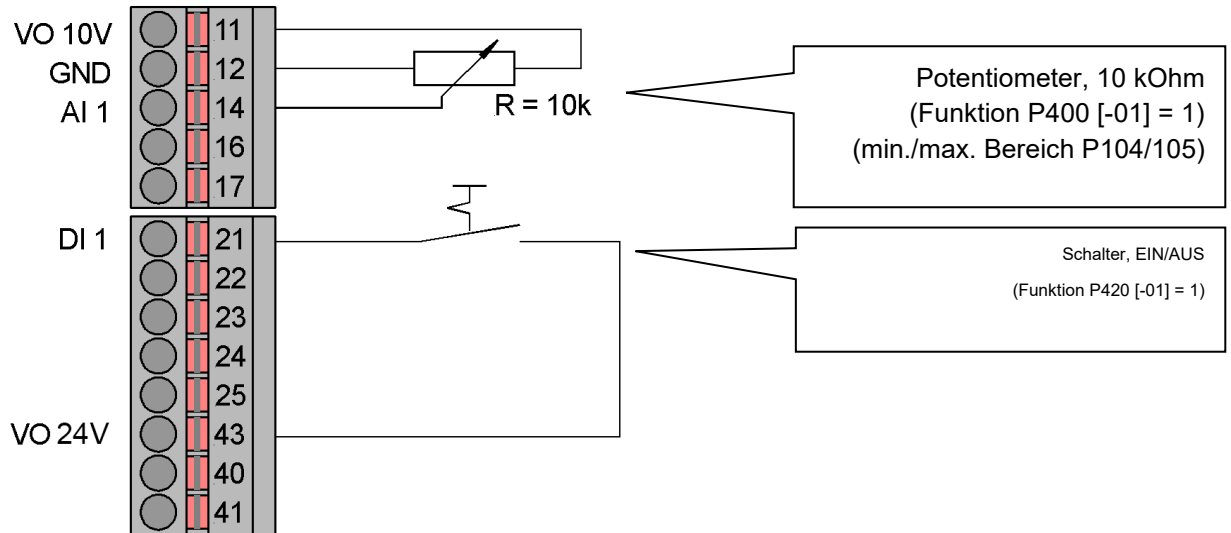 VO 10V 11
GND 12
AI 1 14
16
17
R = 10k
Potentiometer, 10 kOhm
(Funktion P400 [-01] = 1)
(min./max. Bereich P104/105)
DI 1 21
22
23
24
25
VO 24V 43
40
41
Schalter, EIN/AUS
(Funktion P420 [-01] = 1)